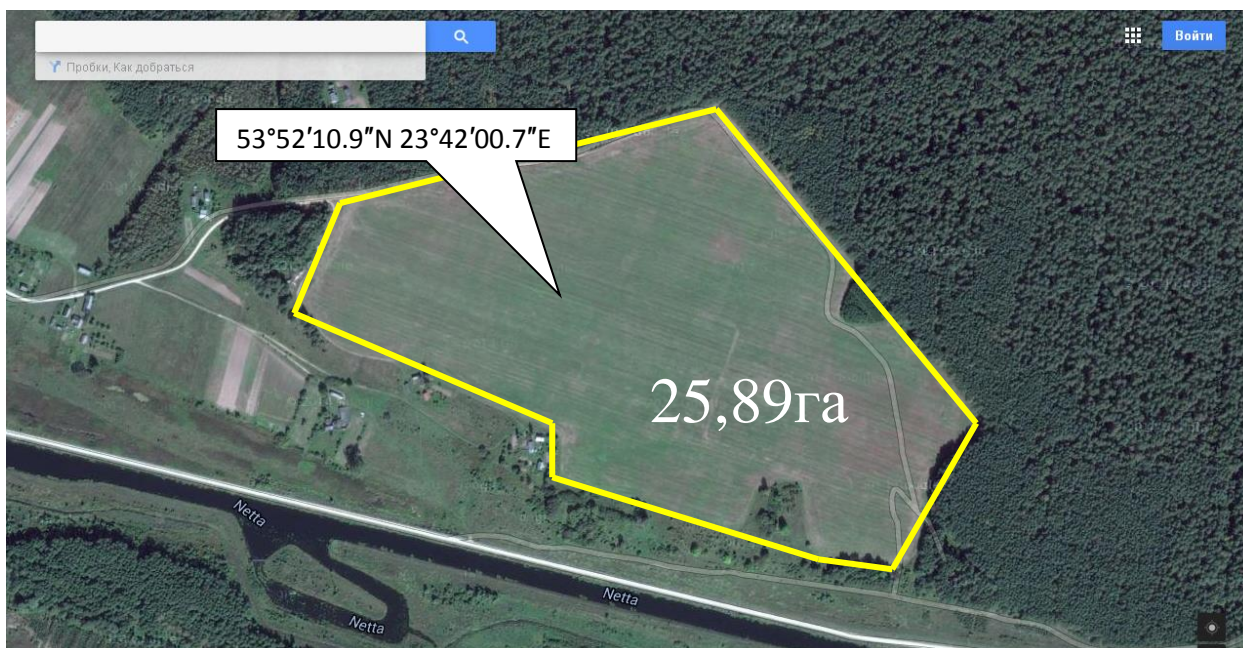 Войти
Пробки, Как добраться
53°52′10.9″N 23°42′00.7″E
25,89га
Netta
Netta
Netta